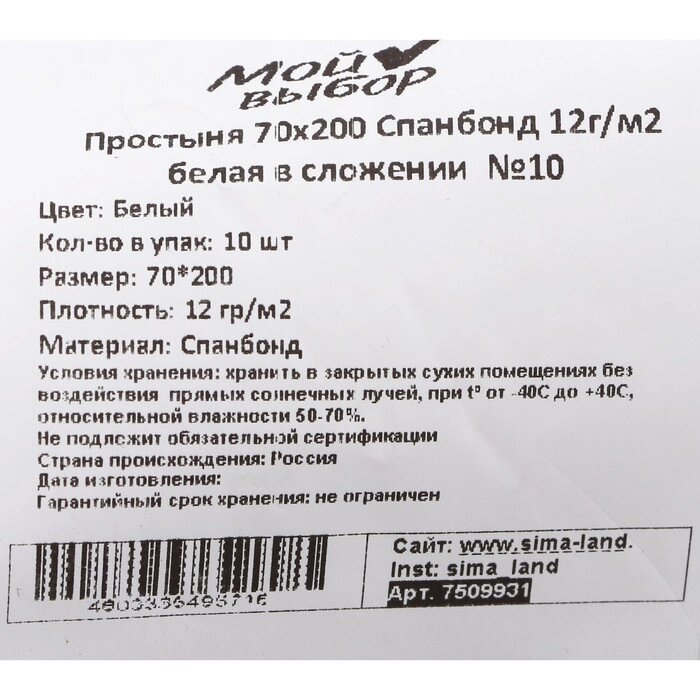 Мой
выбор
Простыня 70х200 Спанбонд 12г/м2
белая в сложении №10
Цвет: Белый
Кол-во в упак: 10 шт
Размер: 70*200
Плотность: 12 гр/м2
Материал: Спанбонд
Условия хранения: хранить в закрытых сухих помещениях без
воздействия прямых солнечных лучей, при t° от -40С до +40С,
относительной влажности 50-70%.
Не подлежит обязательной сертификации
Страна происхождения: Россия
Дата изготовления:
Гарантийный срок хранения: не ограничен
Сайт: www.sima-land.
Inst: sima_land
Арт. 7509931